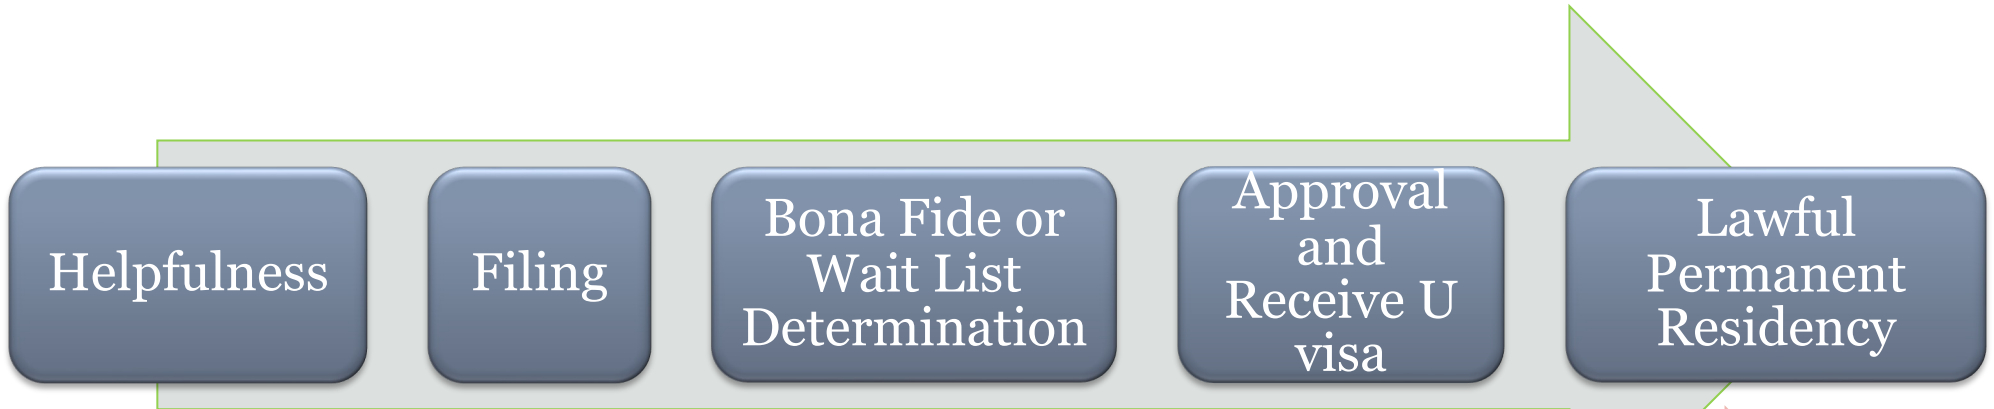 Helpfulness
Filing
Bona Fide or
Wait List
Determination
Approval
and
Receive U
visa
Lawful
Permanent
Residency